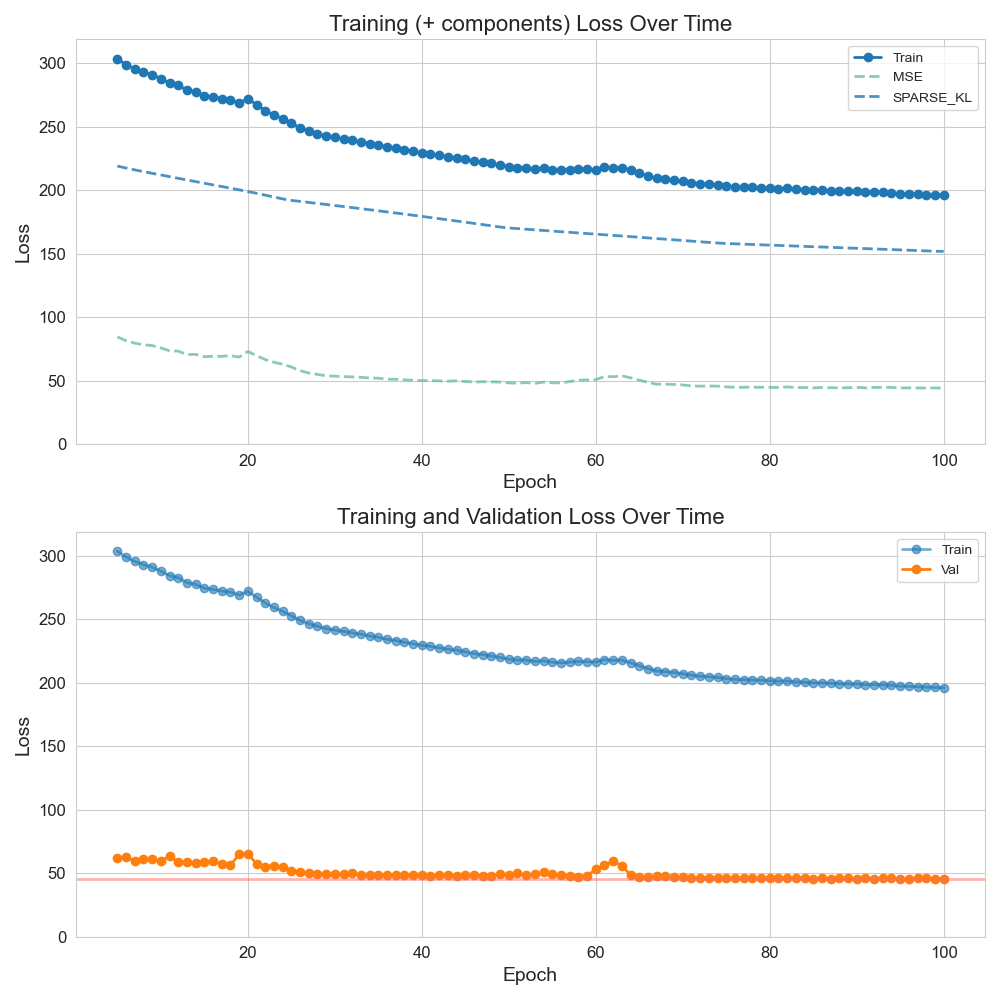 Training (+ components) Loss Over Time
Train
MSE
SPARSE_KL
300
250
200
150
100
50
0
Loss
20 40 60 80 100
Epoch
Training and Validation Loss Over Time
Train
Val
300
250
200
150
100
50
0
Loss
20 40 60 80 100
Epoch